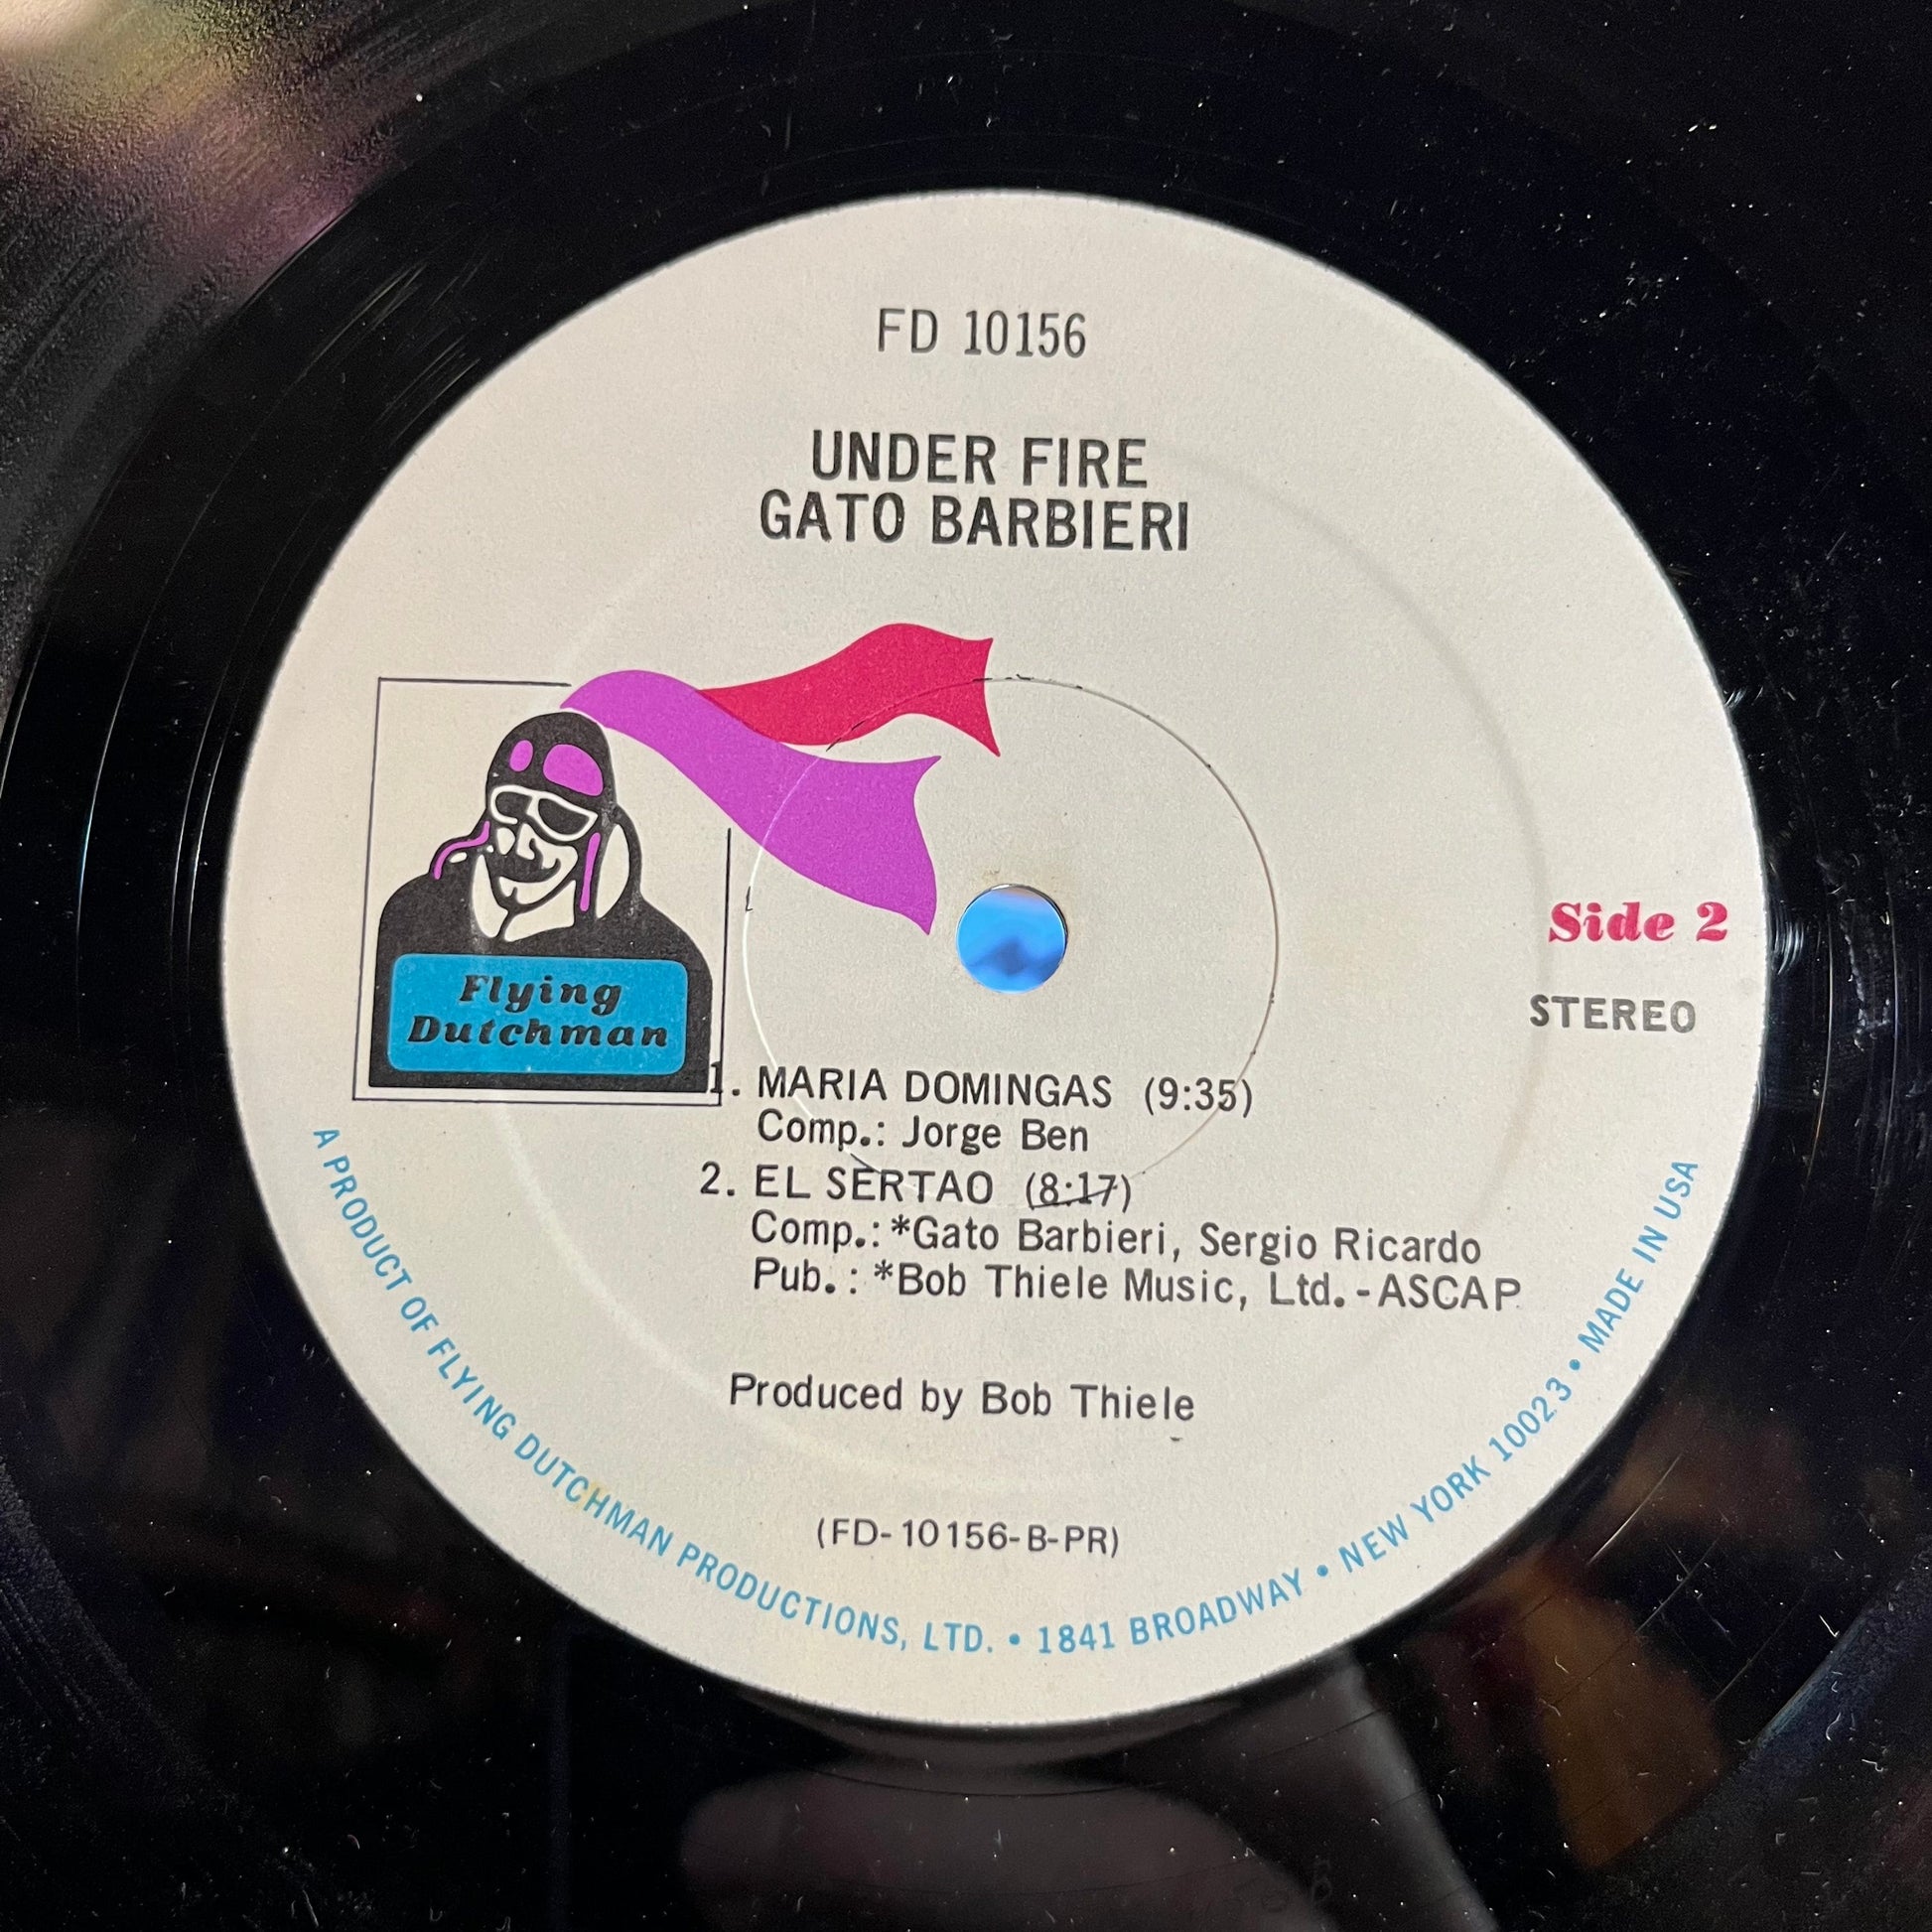 FD 10156
UNDER FIRE
GATO BARBIERI
Flying
Dutchman
Side 2
STEREO
1. MARIA DOMINGAS (9:35)
Comp.: Jorge Ben
2. EL SERTAO (8:17)
Comp.: *Gato Barbieri, Sergio Ricardo
Pub. : *Bob Thiele Music, Ltd. - ASCAP
Produced by Bob Thiele
(FD-10156-B-PR)
A PRODUCT OF FLYING DUTCHMAN PRODUCTIONS, LTD. • 1841 BROADWAY • NEW YORK 10023 • MADE IN USA